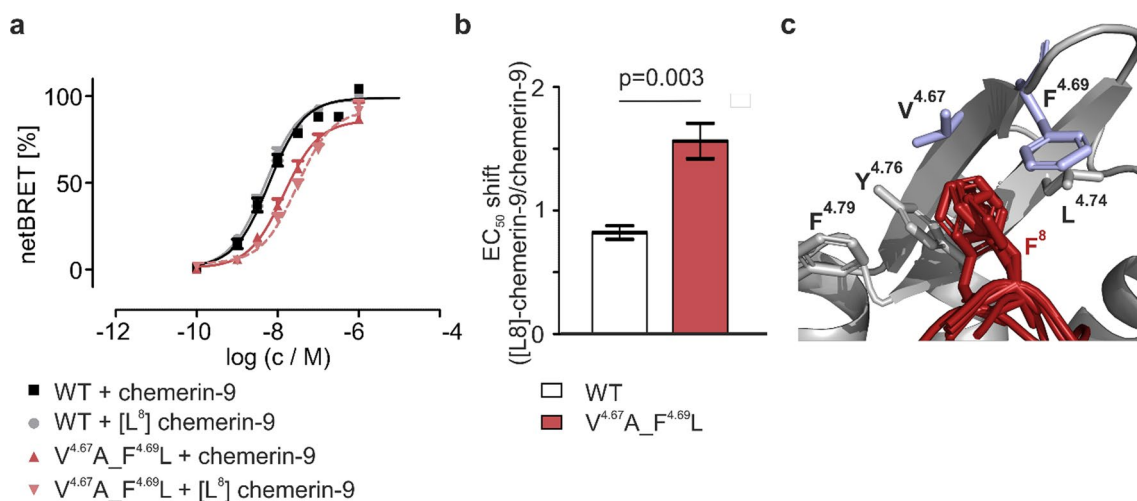 a
100
50
0
netBRET [%]
-12 -10 -8 -6 -4
log (c / M)
WT + chemerin-9
WT + [L⁸] chemerin-9
V⁴·⁶⁷A_F⁴·⁶⁹L + chemerin-9
V⁴·⁶⁷A_F⁴·⁶⁹L + [L⁸] chemerin-9
b
p=0.003
2
1
0
EC₅₀ shift
([L8]-chemerin-9/chemerin-9)
WT
V⁴·⁶⁷A_F⁴·⁶⁹L
c
V⁴·⁶⁷
F⁴·⁶⁹
Y⁴·⁷⁶
L⁴·⁷⁴
F⁴·⁷⁹
F⁸